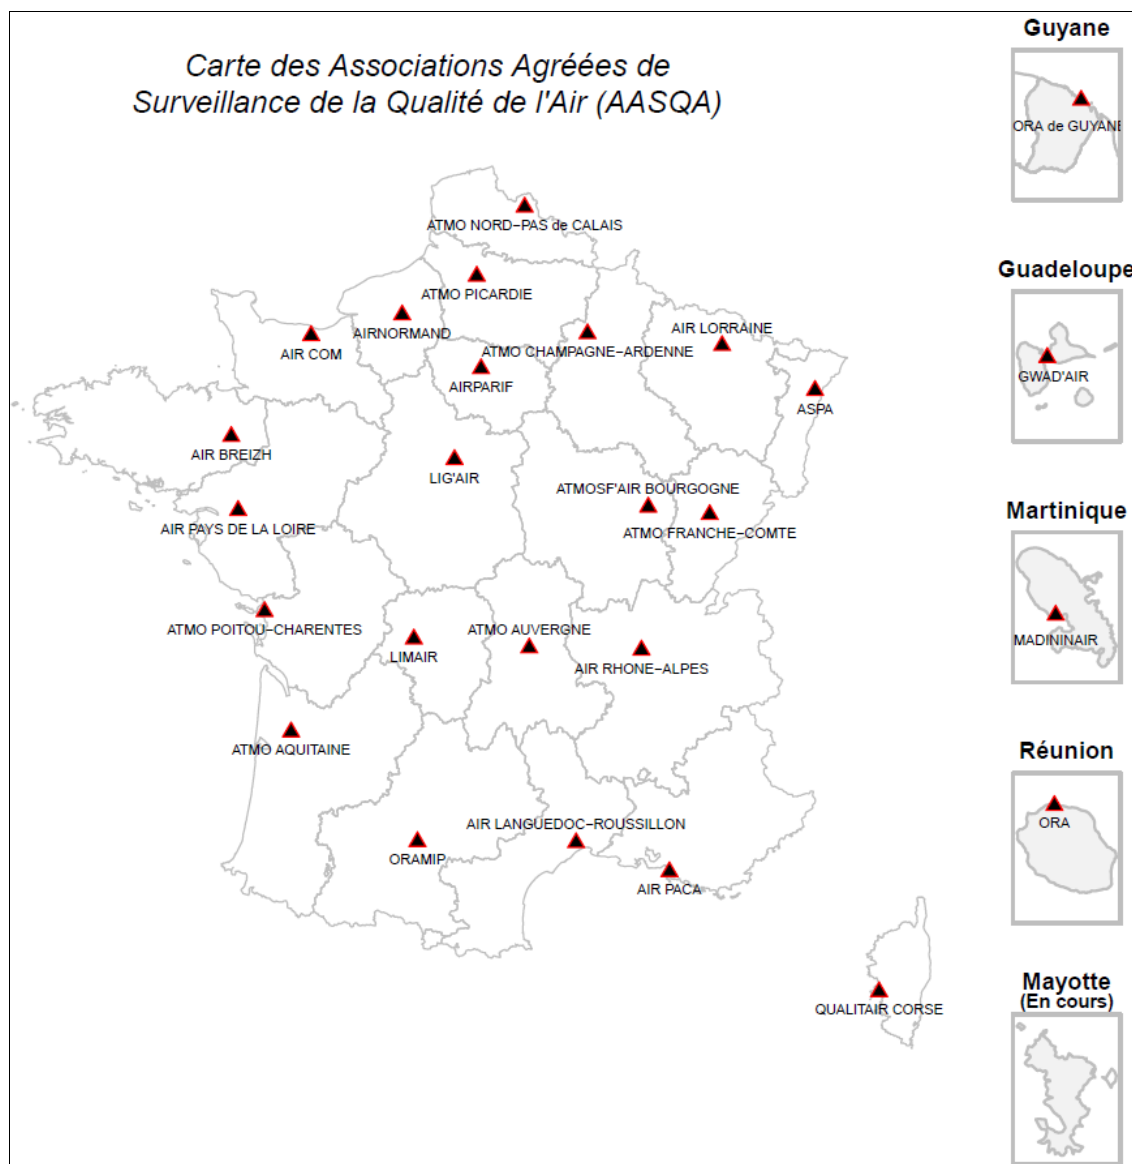 Carte des Associations Agréées de
Surveillance de la Qualité de l'Air (AASQA)
ATMO NORD−PAS de CALAIS
ATMO PICARDIE
AIRNORMAND
AIR COM
ATMO CHAMPAGNE−ARDENNE
AIR LORRAINE
AIRPARIF
ASPA
AIR BREIZH
LIG'AIR
ATMOSF'AIR BOURGOGNE
AIR PAYS DE LA LOIRE
ATMO FRANCHE−COMTE
ATMO POITOU−CHARENTES
LIMAIR
ATMO AUVERGNE
AIR RHONE−ALPES
ATMO AQUITAINE
AIR LANGUEDOC−ROUSSILLON
ORAMIP
AIR PACA
QUALITAIR CORSE
Guyane
ORA de GUYANE
Guadeloupe
GWAD'AIR
Martinique
MADININAIR
Réunion
ORA
Mayotte
(En cours)